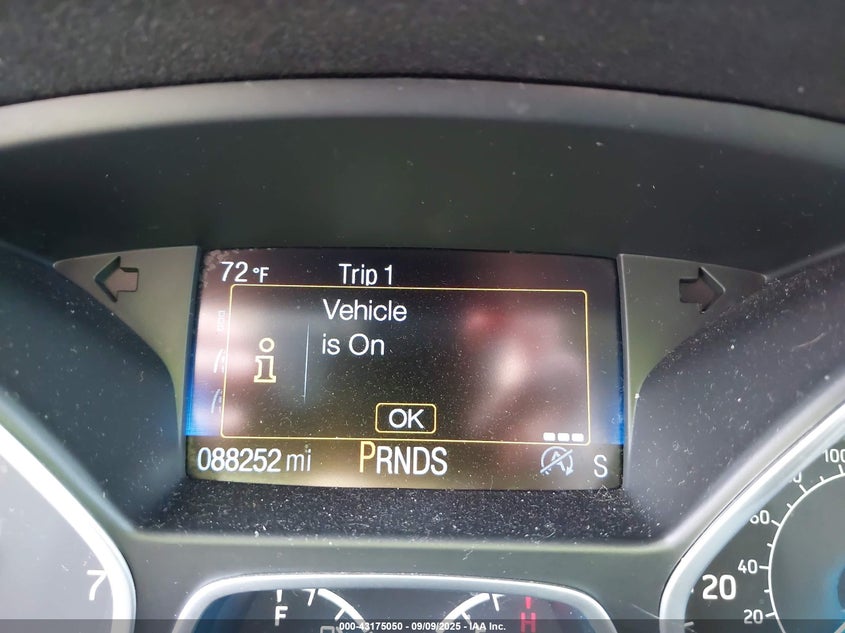 72 °F Trip 1
Vehicle
is On
OK
088252 mi PRNDS S
7
F
H
20
20
40
60
100
000-43175050 - 09/09/2025 - IAA Inc.